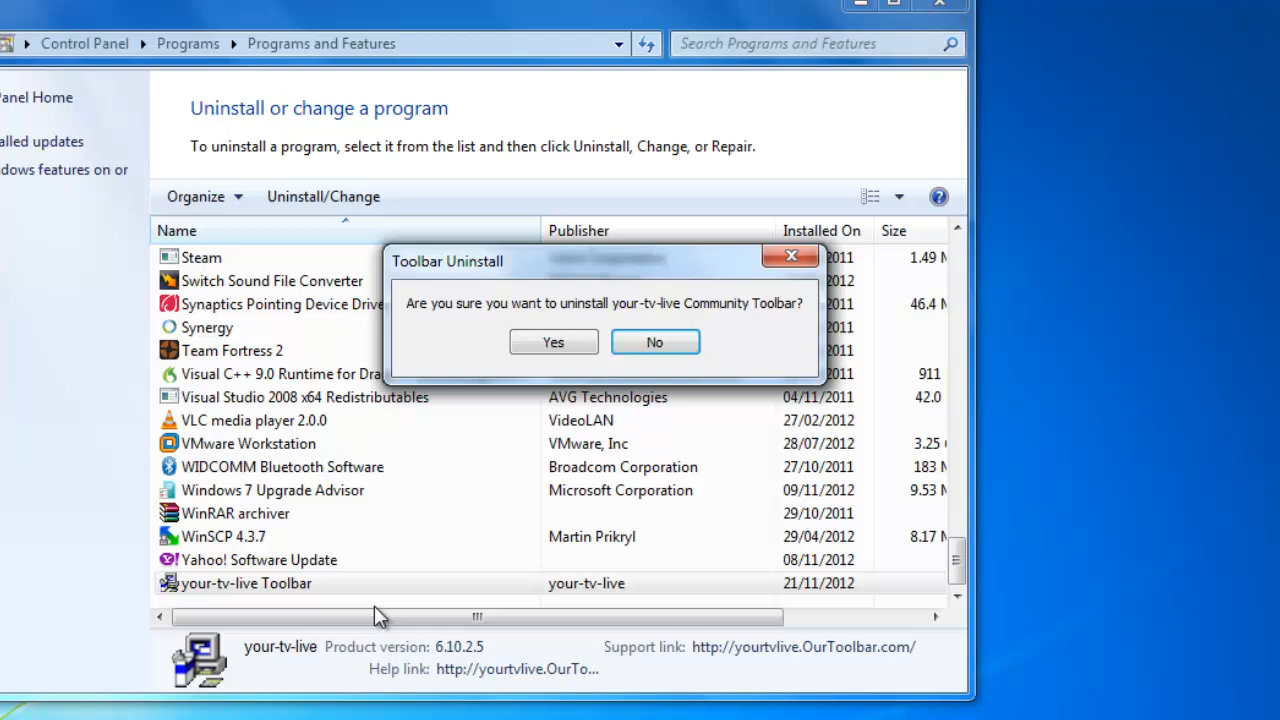 Control Panel Programs Programs and Features Search Programs and Features
anel Home
Uninstall or change a program
alled updates
To uninstall a program, select it from the list and then click Uninstall, Change, or Repair.
dows features on or
Organize Uninstall/Change
Name Publisher Installed On Size
Steam 2011 1.49 M
Switch Sound File Converter 2012
Synaptics Pointing Device Drive 2011 46.4 M
Synergy 2011
Team Fortress 2 2011
Visual C++ 9.0 Runtime for Dra 2011 911
Toolbar Uninstall
Are you sure you want to uninstall your-tv-live Community Toolbar?
Yes No
Visual Studio 2008 x64 Redistributables AVG Technologies 04/11/2011 42.0
VLC media player 2.0.0 VideoLAN 27/02/2012
VMware Workstation VMware, Inc 28/07/2012 3.25
WIDCOMM Bluetooth Software Broadcom Corporation 27/10/2011 183 M
Windows 7 Upgrade Advisor Microsoft Corporation 09/11/2012 9.53 M
WinRAR archiver 29/10/2011
WinSCP 4.3.7 Martin Prikryl 29/04/2012 8.17 M
Yahoo! Software Update 08/11/2012
your-tv-live Toolbar your-tv-live 21/11/2012
your-tv-live Product version: 6.10.2.5 Support link: http://yourtvlive.OurToolbar.com/
Help link: http://yourtvlive.OurTo...